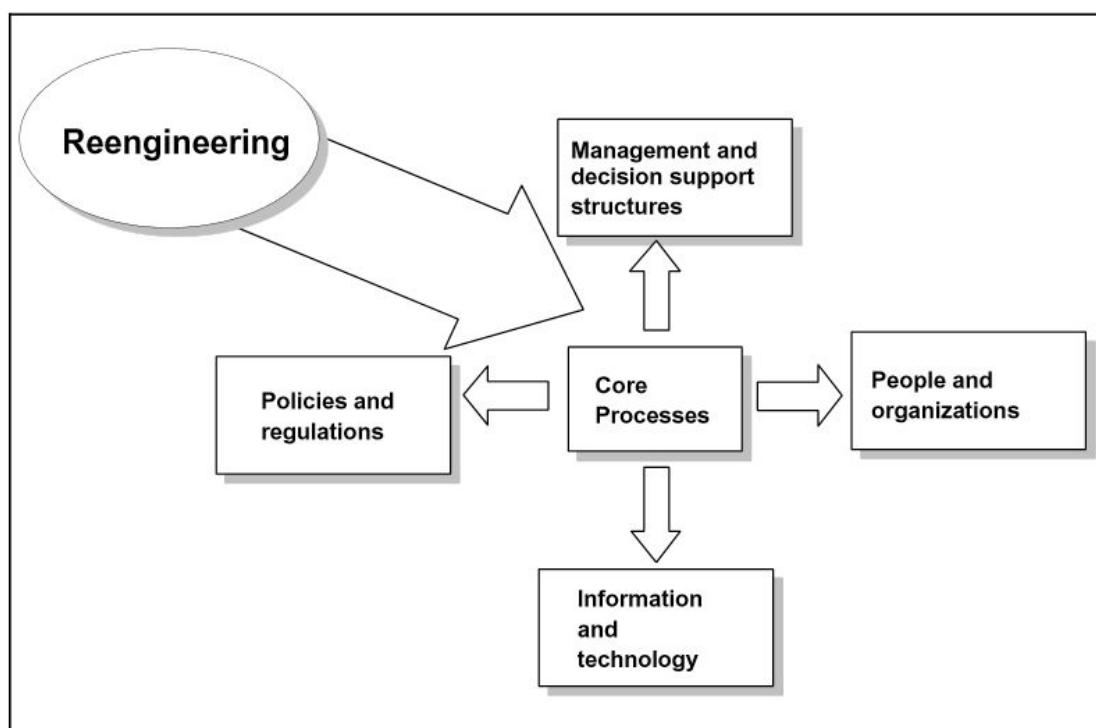 Reengineering
Management and
decision support
structures
Policies and
regulations
Core
Processes
People and
organizations
Information
and
technology